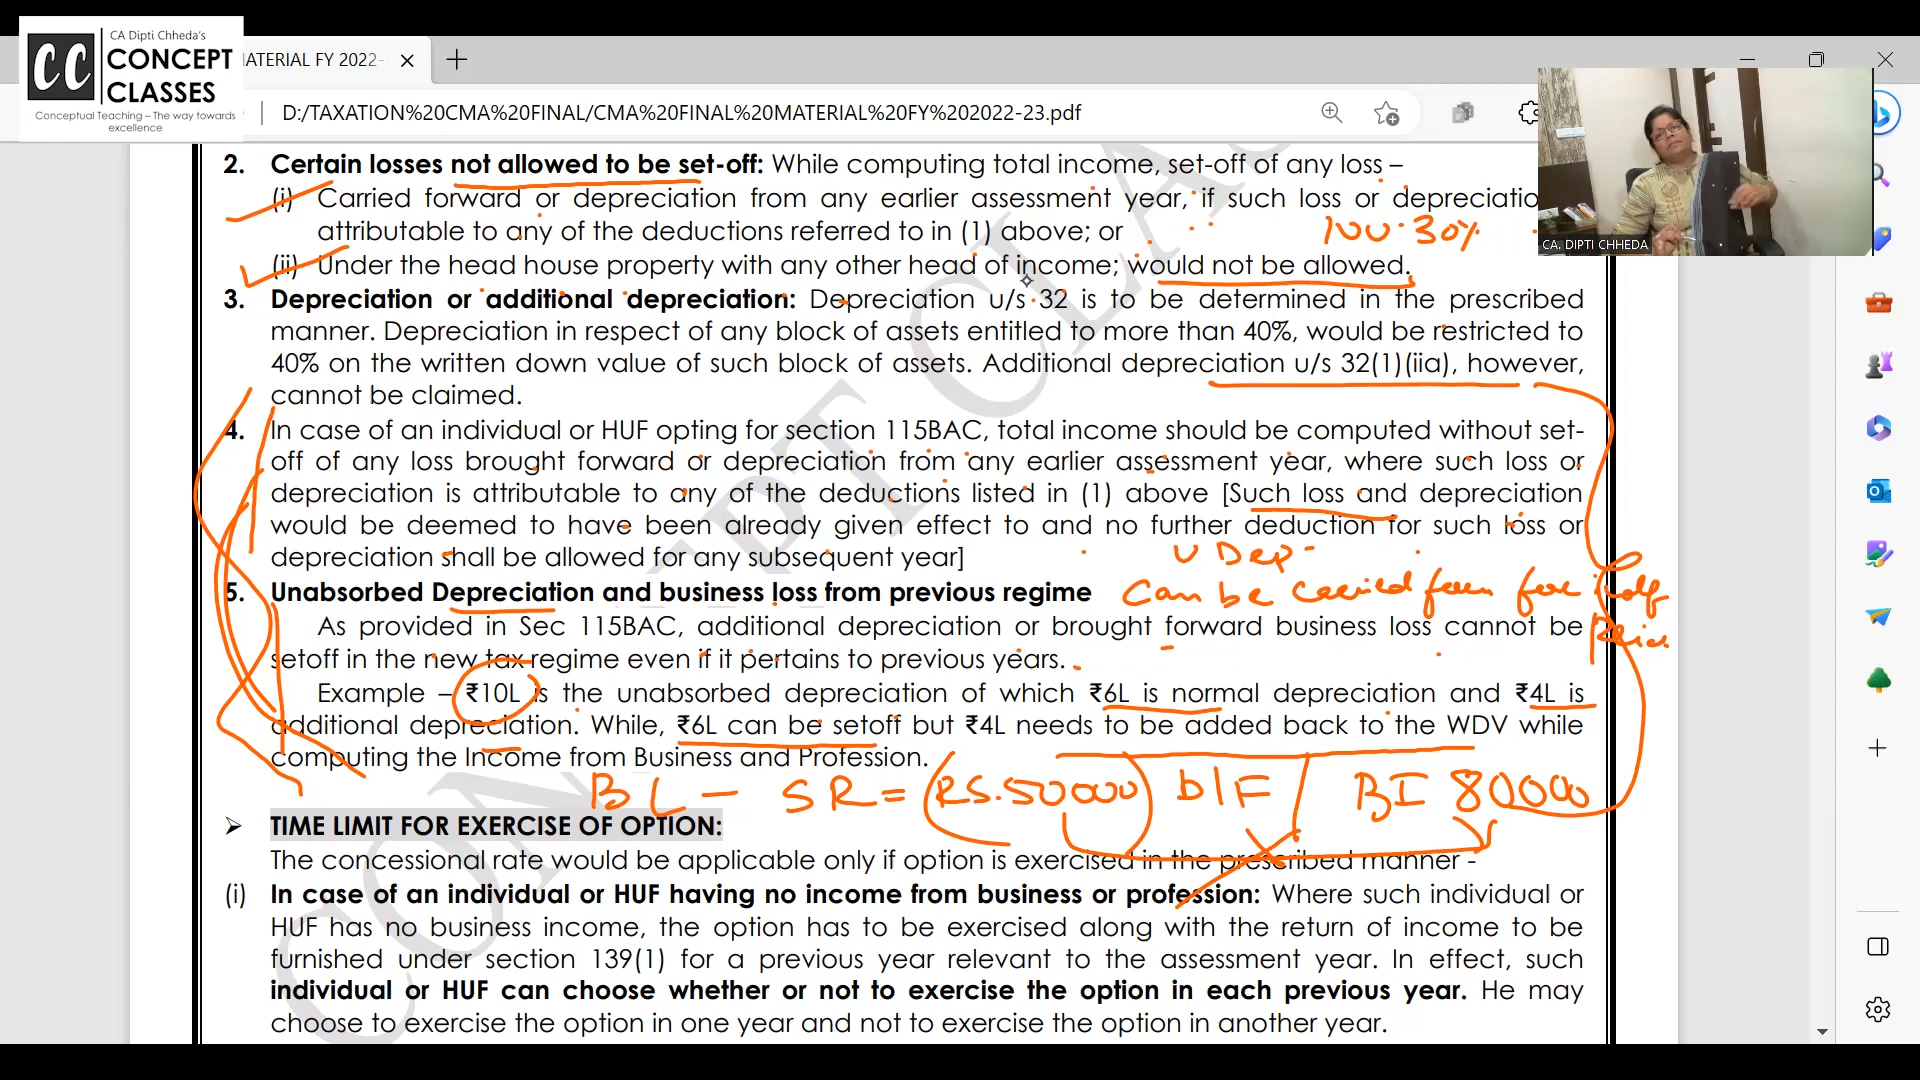 CA Dipti Chheda's
CONCEPT
CLASSES
Conceptual Teaching – The way towards
excellence
CC
ATERIAL FY 2022-
D:/TAXATION%20CMA%20FINAL/CMA%20FINAL%20MATERIAL%20FY%202022-23.pdf
CA. DIPTI CHHEDA
2. Certain losses not allowed to be set-off: While computing total income, set-off of any loss –
(i) Carried forward or depreciation from any earlier assessment year, if such loss or depreciatio
attributable to any of the deductions referred to in (1) above; or
100. 30%
(ii) Under the head house property with any other head of income; would not be allowed.
3. Depreciation or additional depreciation: Depreciation u/s 32 is to be determined in the prescribed
manner. Depreciation in respect of any block of assets entitled to more than 40%, would be restricted to
40% on the written down value of such block of assets. Additional depreciation u/s 32(1)(iia), however,
cannot be claimed.
4. In case of an individual or HUF opting for section 115BAC, total income should be computed without set-
off of any loss brought forward or depreciation from any earlier assessment year, where such loss or
depreciation is attributable to any of the deductions listed in (1) above [Such loss and depreciation
would be deemed to have been already given effect to and no further deduction for such loss or
depreciation shall be allowed for any subsequent year]
U Dep
5. Unabsorbed Depreciation and business loss from previous regime
Can be
As provided in Sec 115BAC, additional depreciation or brought forward business loss cannot be
setoff in the new tax regime even if it pertains to previous years.
Example – ₹10L is the unabsorbed depreciation of which ₹6L is normal depreciation and ₹4L is
additional depreciation. While, ₹6L can be setoff but ₹4L needs to be added back to the WDV while
computing the Income from Business and Profession.
BL – SR = RS.50000 b/F BI 80000
➢ TIME LIMIT FOR EXERCISE OF OPTION:
The concessional rate would be applicable only if option is exercised in the prescribed manner -
(i) In case of an individual or HUF having no income from business or profession: Where such individual or
HUF has no business income, the option has to be exercised along with the return of income to be
furnished under section 139(1) for a previous year relevant to the assessment year. In effect, such
individual or HUF can choose whether or not to exercise the option in each previous year. He may
choose to exercise the option in one year and not to exercise the option in another year.